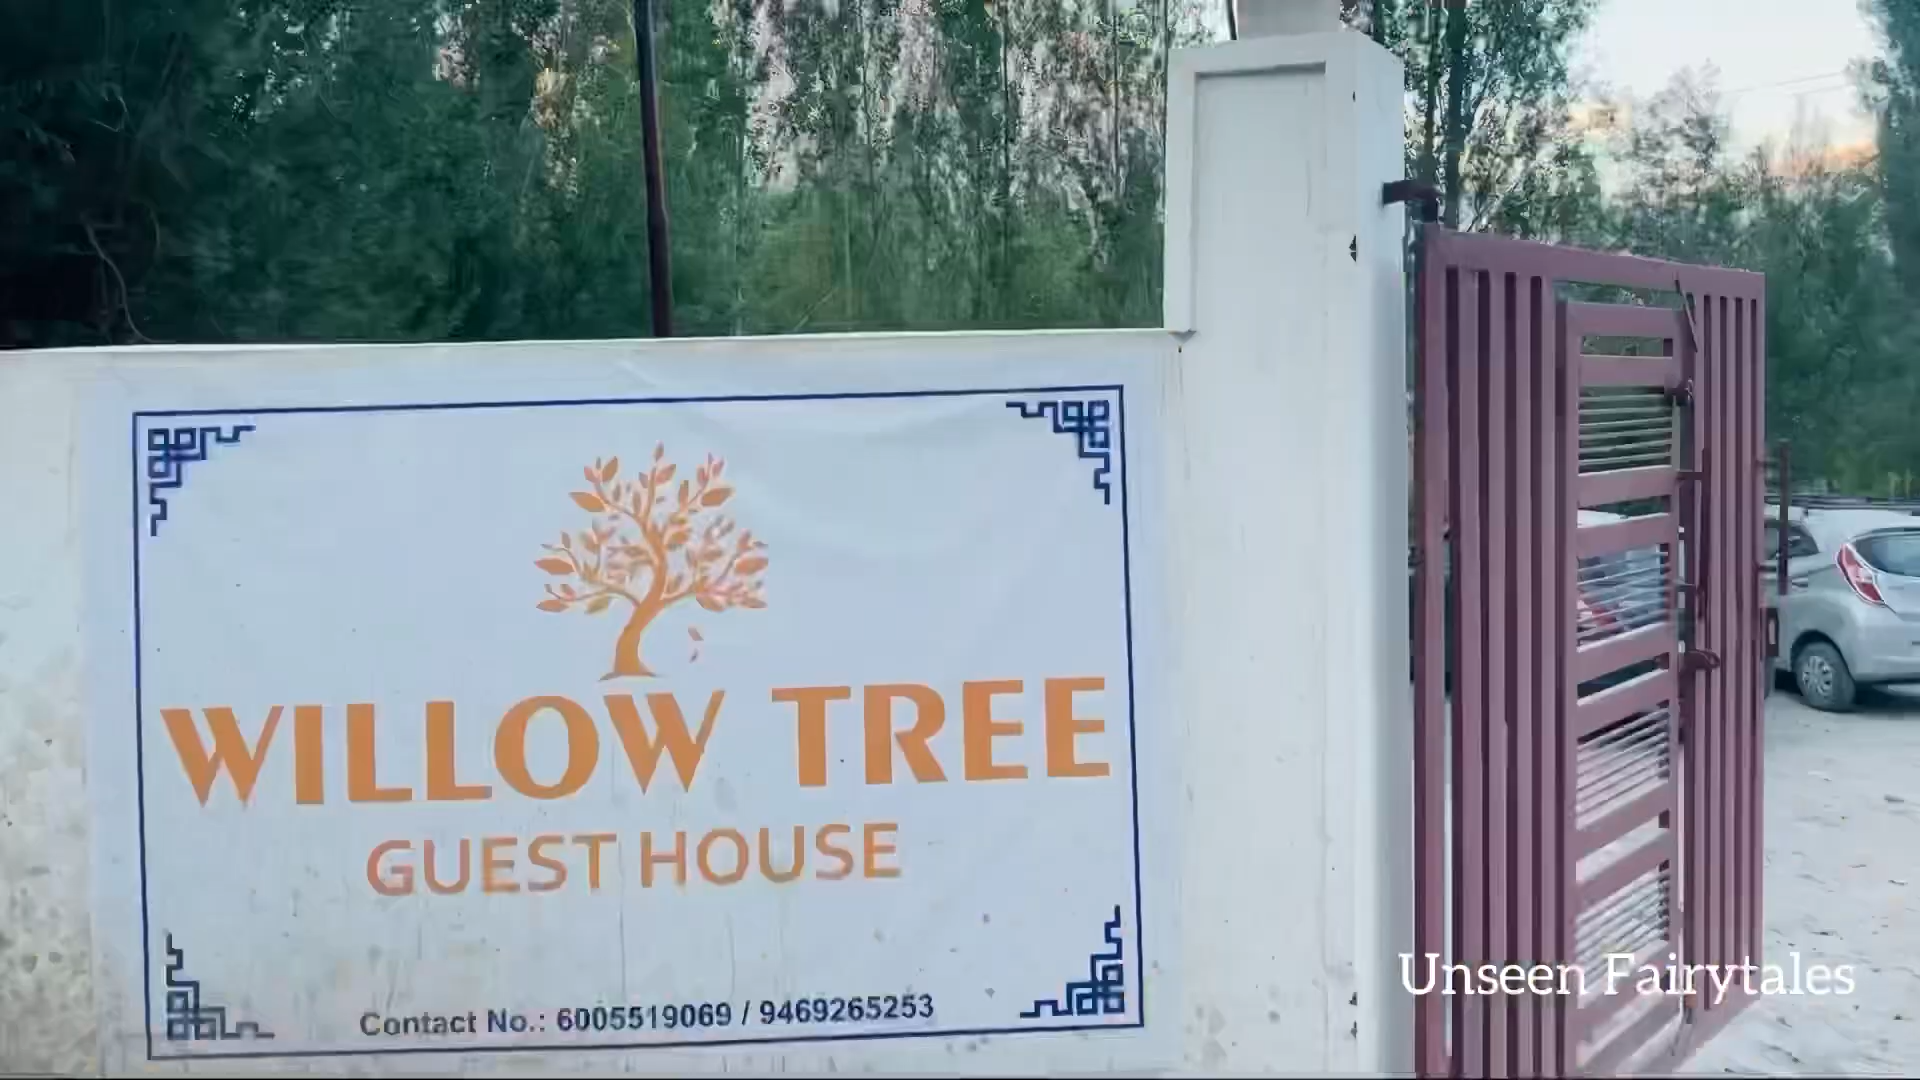 WILLOW TREE
GUEST HOUSE
Contact No.: 6005519069 / 9469265253
Unseen Fairytales